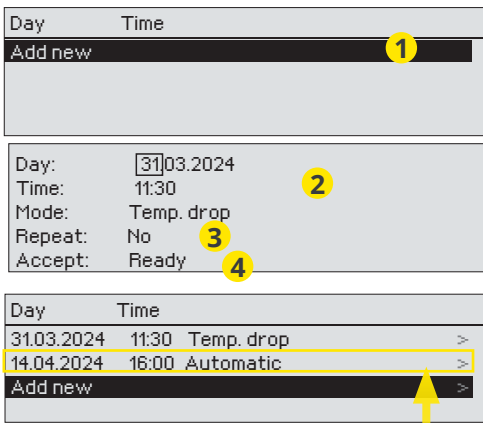 Day Time
Add new 1
Day: 31.03.2024
Time: 11:30 2
Mode: Temp. drop
Repeat: No 3
Accept: Ready 4
Day Time
31.03.2024 11:30 Temp. drop >
14.04.2024 16:00 Automatic >
Add new >